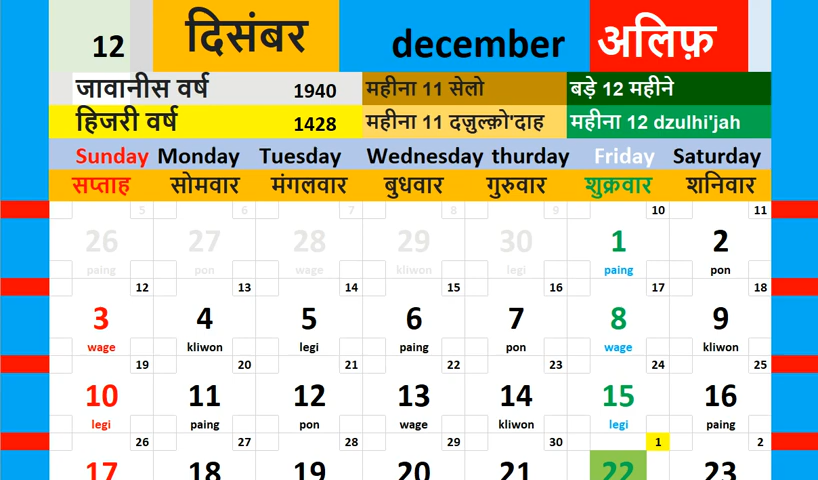 12 दिसंबर december अलिफ़
जावानीस वर्ष 1940 महीना 11 सेलो बड़े 12 महीने
हिजरी वर्ष 1428 महीना 11 दज़ुल्क़ो'दाह महीना 12 dzulhi'jah
Sunday Monday Tuesday Wednesday thurday Friday Saturday
सप्ताह सोमवार मंगलवार बुधवार गुरुवार शुक्रवार शनिवार
5 6 7 8 9 10 11
26 27 28 29 30 1 2
paing pon wage kliwon legi paing pon
12 13 14 15 16 17 18
3 4 5 6 7 8 9
wage kliwon legi paing pon wage kliwon
19 20 21 22 23 24 25
10 11 12 13 14 15 16
legi paing pon wage kliwon legi paing
26 27 28 29 30 1 2
17 18 19 20 21 22 23